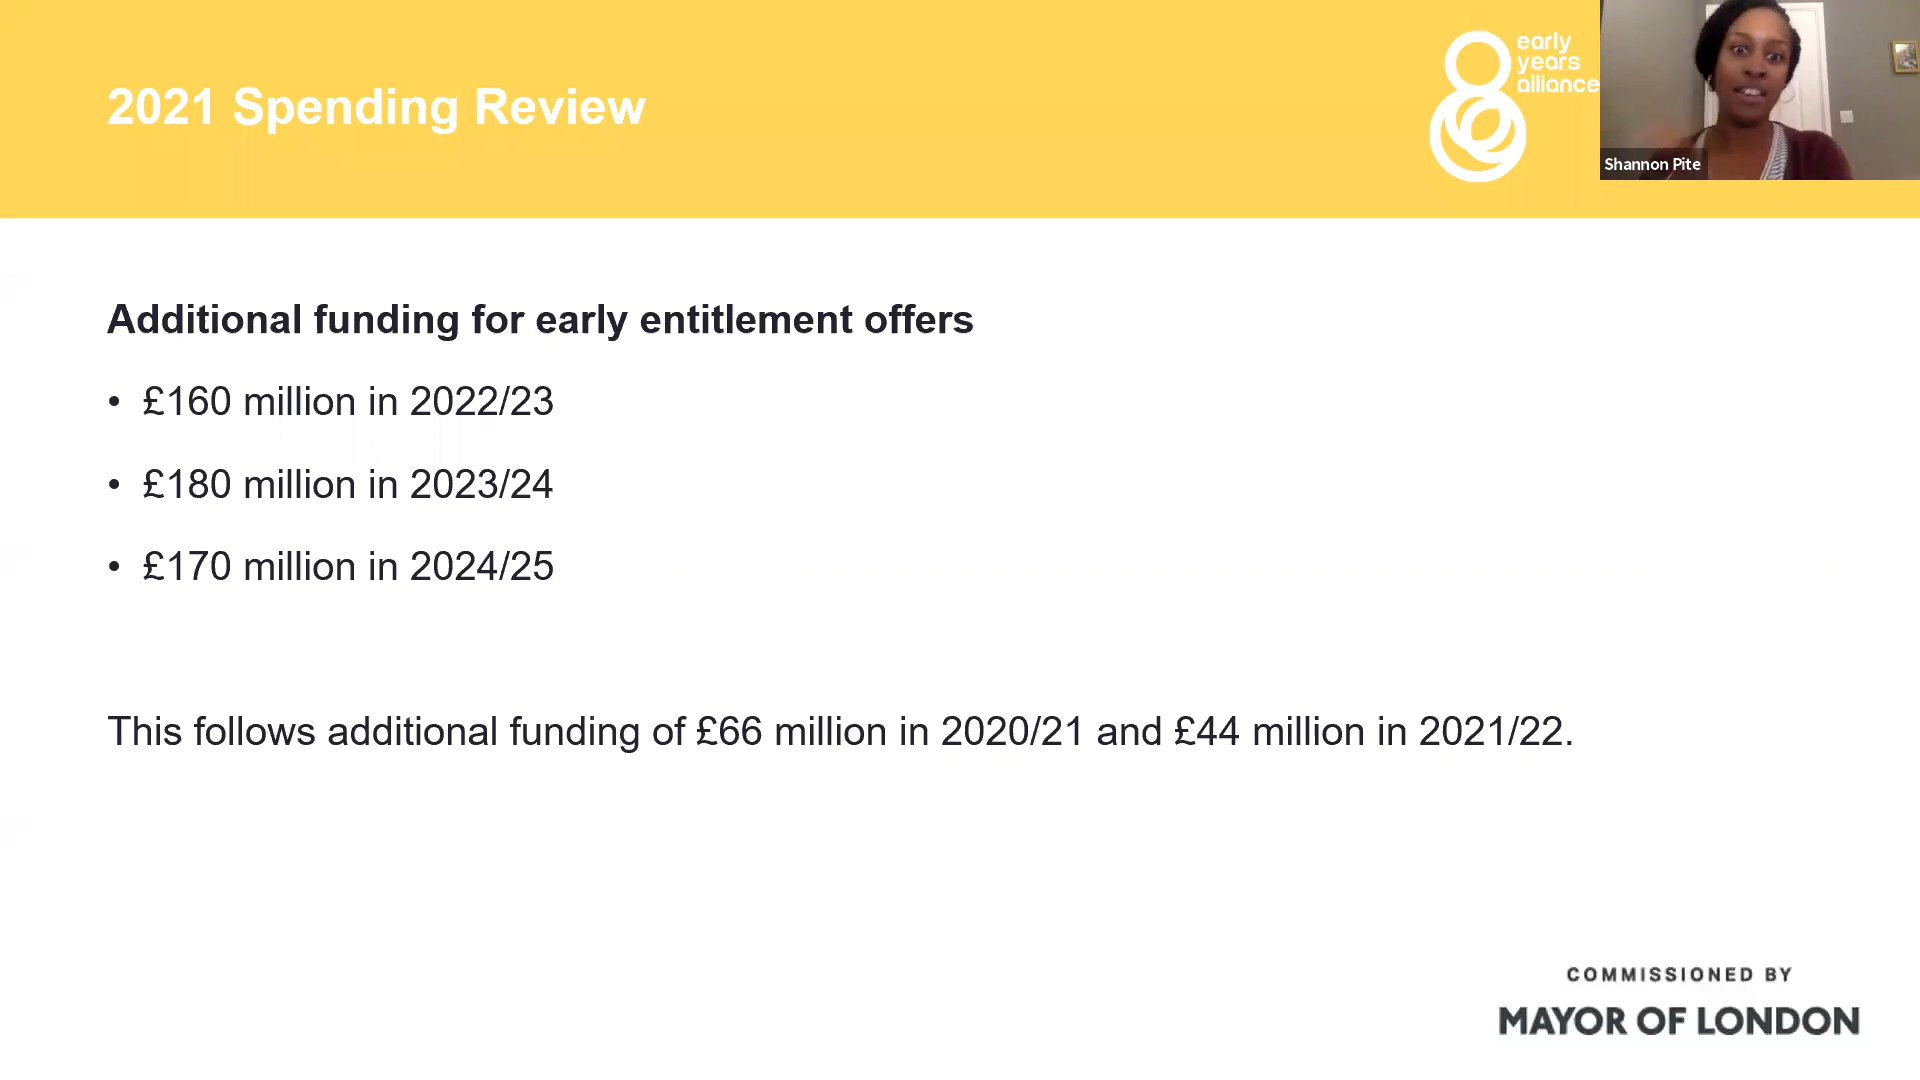 2021 Spending Review
early
years
alliance
Shannon Pite
Additional funding for early entitlement offers
• £160 million in 2022/23
• £180 million in 2023/24
• £170 million in 2024/25
This follows additional funding of £66 million in 2020/21 and £44 million in 2021/22.
COMMISSIONED BY
MAYOR OF LONDON